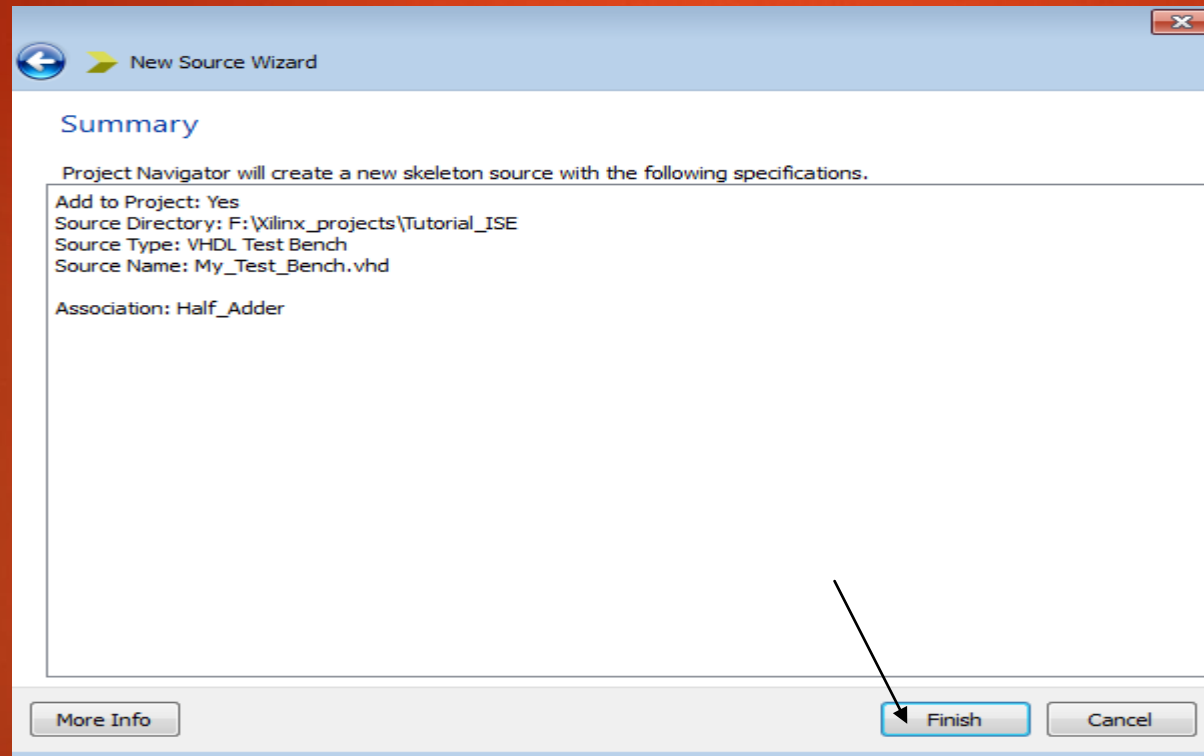 New Source Wizard
Summary
Project Navigator will create a new skeleton source with the following specifications.
Add to Project: Yes
Source Directory: F:\Xilinx_projects\Tutorial_ISE
Source Type: VHDL Test Bench
Source Name: My_Test_Bench.vhd
Association: Half_Adder
More Info
Finish
Cancel